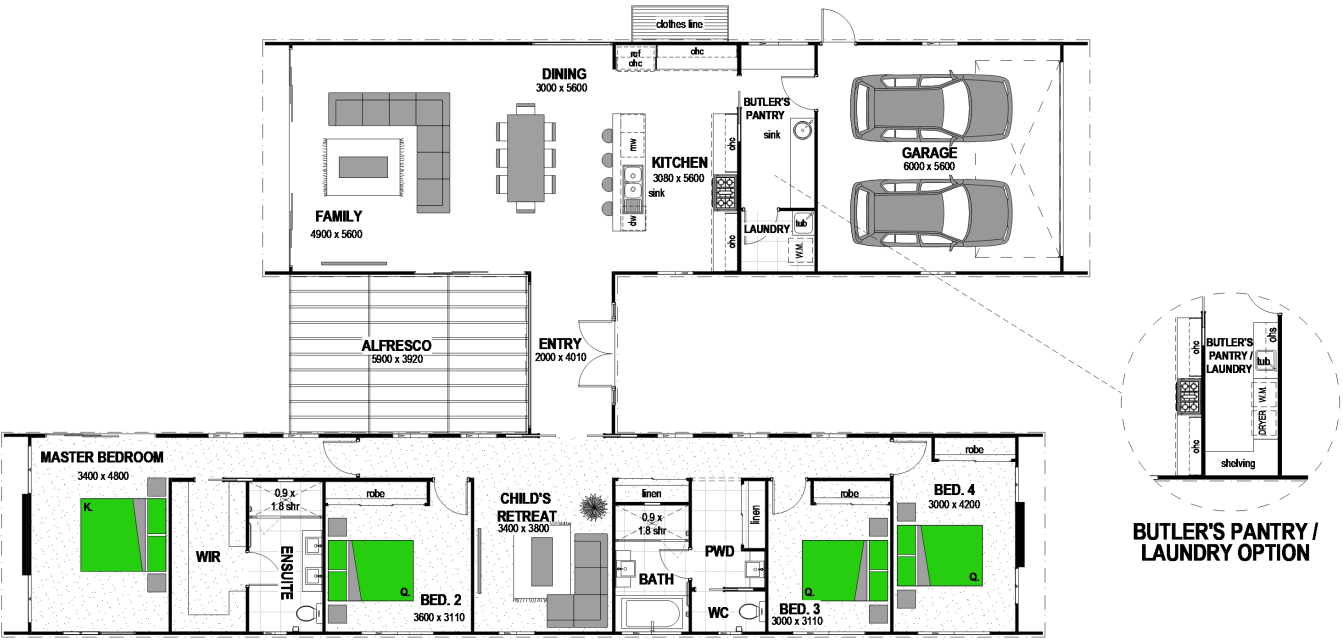 clothes line
ref
ohc
ohc
DINING
3000 x 5600
BUTLER'S
PANTRY
sink
ohc
mw
KITCHEN
3080 x 5600
sink
dw
ohc
GARAGE
6000 x 5600
FAMILY
4900 x 5600
LAUNDRY
tub
W.M.
ALFRESCO
5900 x 3920
ENTRY
2000 x 4010
ohc
ohs
BUTLER'S
PANTRY /
LAUNDRY
tub
W.M.
DRYER
ohc
shelving
BUTLER'S PANTRY /
LAUNDRY OPTION
MASTER BEDROOM
3400 x 4800
K.
WIR
0.9 x
1.8 shr
ENSUITE
robe
Q.
BED. 2
3600 x 3110
CHILD'S
RETREAT
3400 x 3800
linen
0.9 x
1.8 shr
BATH
linen
PWD
WC
robe
Q.
BED. 3
3000 x 3110
robe
BED. 4
3000 x 4200
Q.